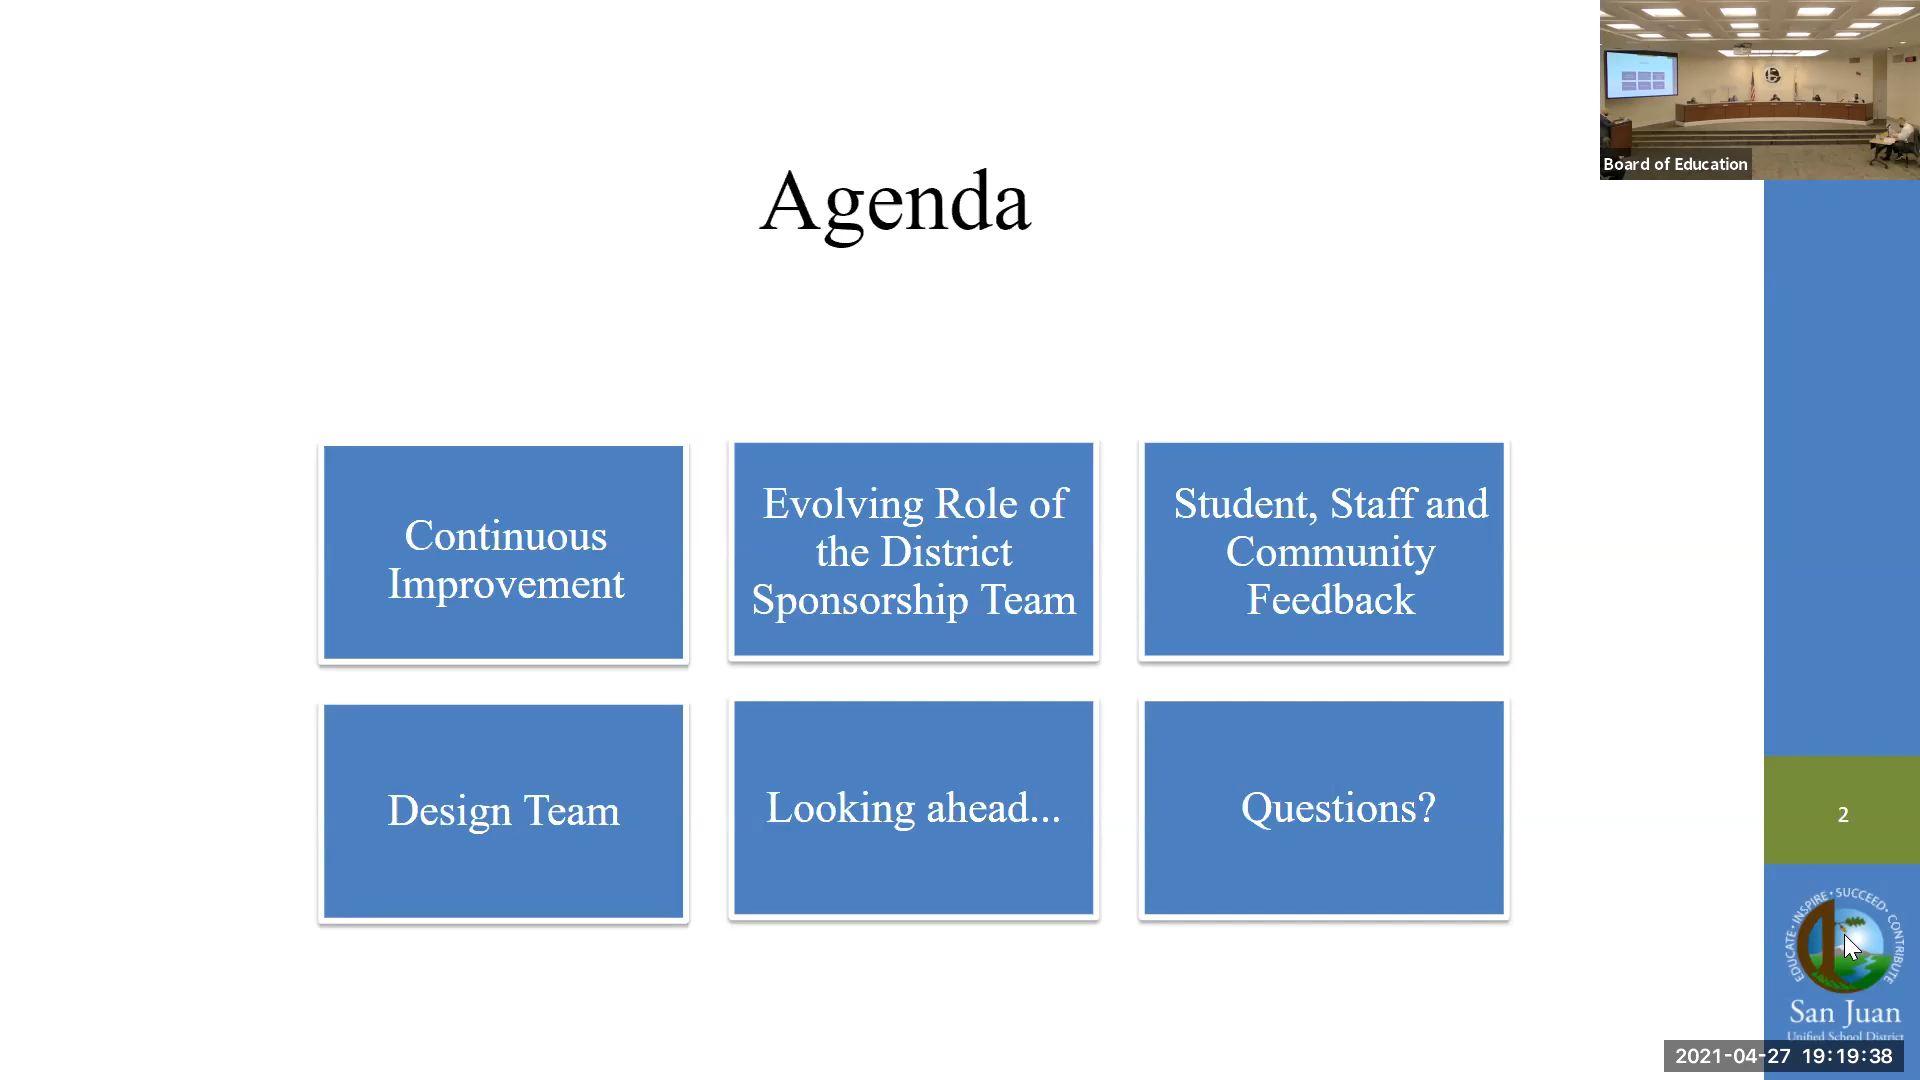 Board of Education
Agenda
Continuous
Improvement
Evolving Role of
the District
Sponsorship Team
Student, Staff and
Community
Feedback
Design Team
Looking ahead...
Questions?
2
EDUCATE • INSPIRE • SUCCEED • CONTRIBUTE
San Juan
Unified School District
2021-04-27 19:19:38